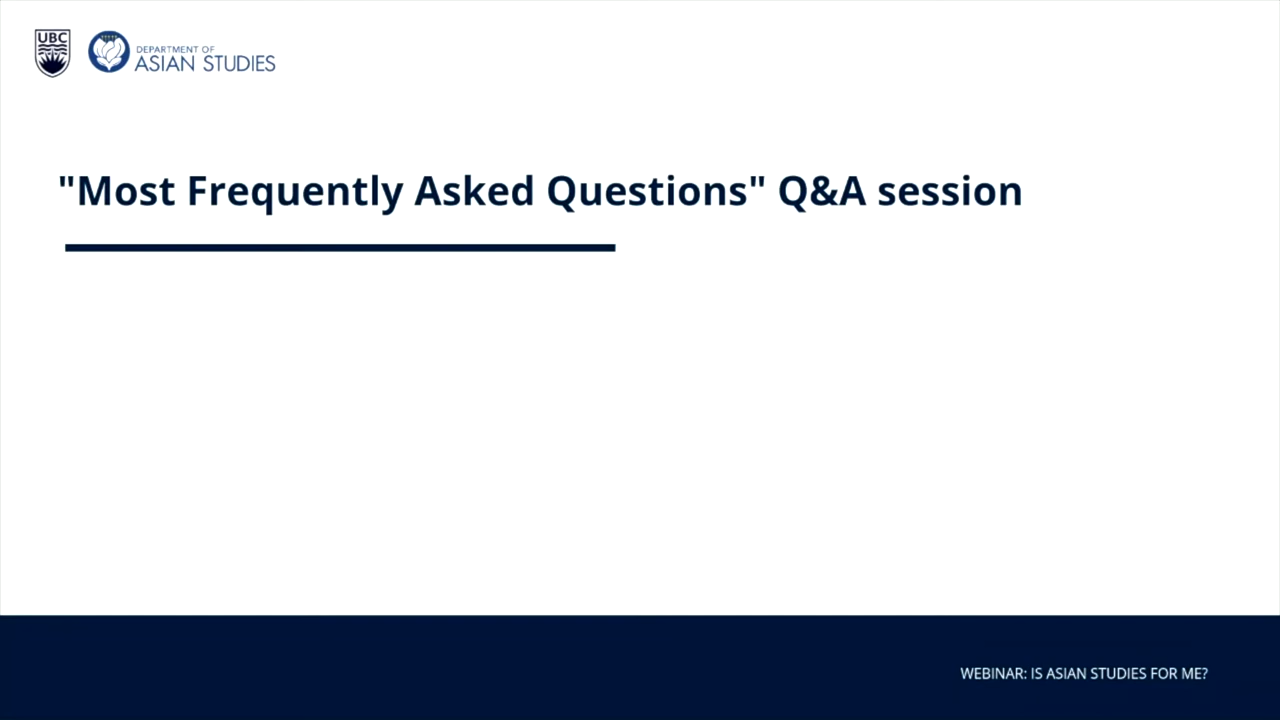 UBC
DEPARTMENT OF
ASIAN STUDIES
"Most Frequently Asked Questions" Q&A session
WEBINAR: IS ASIAN STUDIES FOR ME?